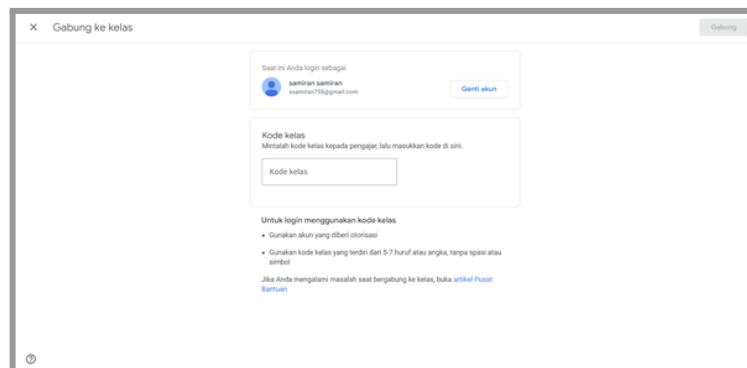 Gabung ke kelas
Gabung
Saat ini Anda login sebagai
samiran samiran
ssamiran755@gmail.com
Ganti akun
Kode kelas
Mintalah kode kelas kepada pengajar, lalu masukkan kode di sini.
Kode kelas
Untuk login menggunakan kode kelas
• Gunakan akun yang diberi otorisasi
• Gunakan kode kelas yang terdiri dari 5-7 huruf atau angka, tanpa spasi atau
simbol
Jika Anda mengalami masalah saat bergabung ke kelas, buka artikel Pusat
Bantuan